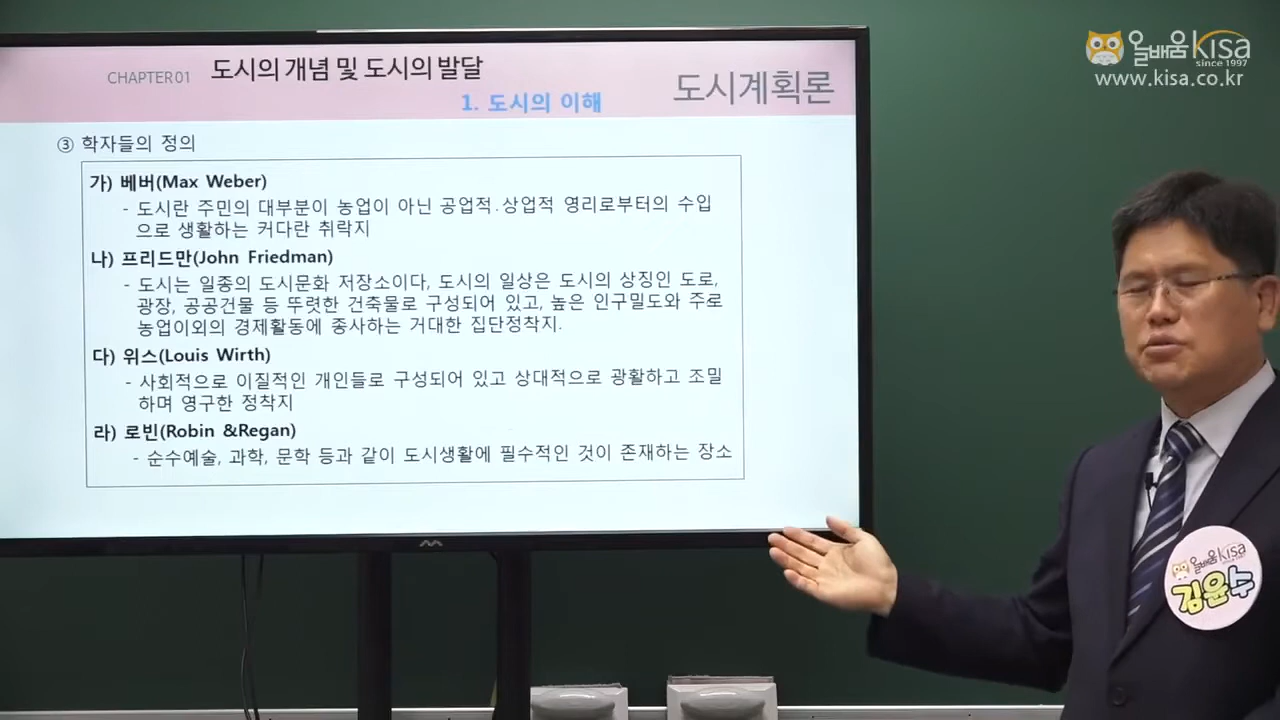 CHAPTER 01 도시의 개념 및 도시의 발달
1. 도시의 이해
도시계획론
③ 학자들의 정의
가) 베버(Max Weber)
- 도시란 주민의 대부분이 농업이 아닌 공업적.상업적 영리로부터의 수입
으로 생활하는 커다란 취락지
나) 프리드만(John Friedman)
- 도시는 일종의 도시문화 저장소이다, 도시의 일상은 도시의 상징인 도로,
광장, 공공건물 등 뚜렷한 건축물로 구성되어 있고, 높은 인구밀도와 주로
농업이외의 경제활동에 종사하는 거대한 집단정착지.
다) 위스(Louis Wirth)
- 사회적으로 이질적인 개인들로 구성되어 있고 상대적으로 광활하고 조밀
하며 영구한 정착지
라) 로빈(Robin &Regan)
- 순수예술, 과학, 문학 등과 같이 도시생활에 필수적인 것이 존재하는 장소
올배움 kisa
since 1997
www.kisa.co.kr
올배움 kisa
김윤수